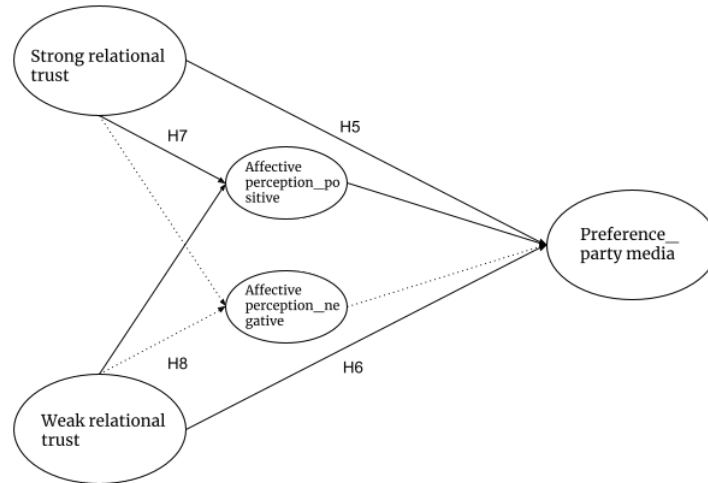 Strong relational
trust
H5
H7
Affective
perception_po
sitive
Preference_
party media
Affective
perception_ne
gative
H8
H6
Weak relational
trust